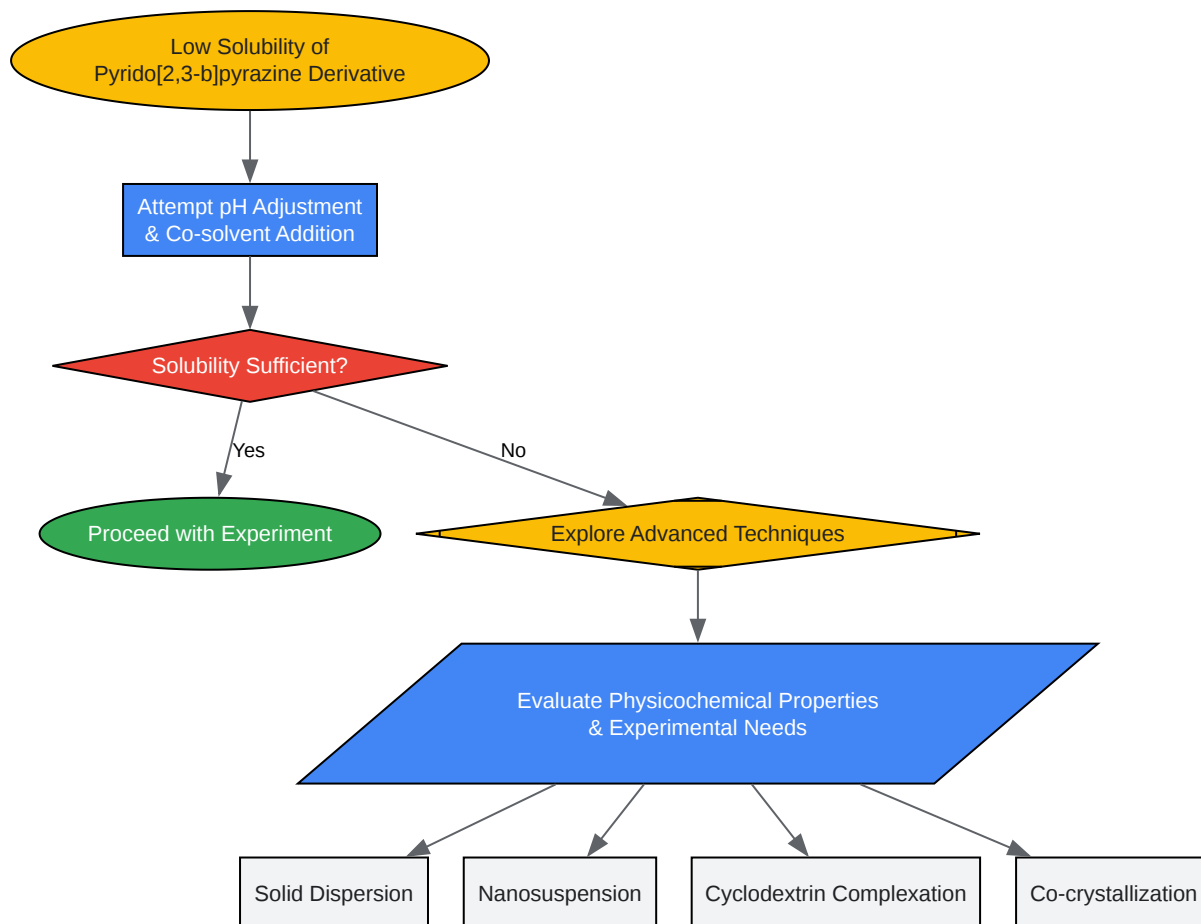 Low Solubility of
Pyrido[2,3-b]pyrazine Derivative
Attempt pH Adjustment
& Co-solvent Addition
Solubility Sufficient?
Yes
No
Proceed with Experiment
Explore Advanced Techniques
Evaluate Physicochemical Properties
& Experimental Needs
Solid Dispersion
Nanosuspension
Cyclodextrin Complexation
Co-crystallization